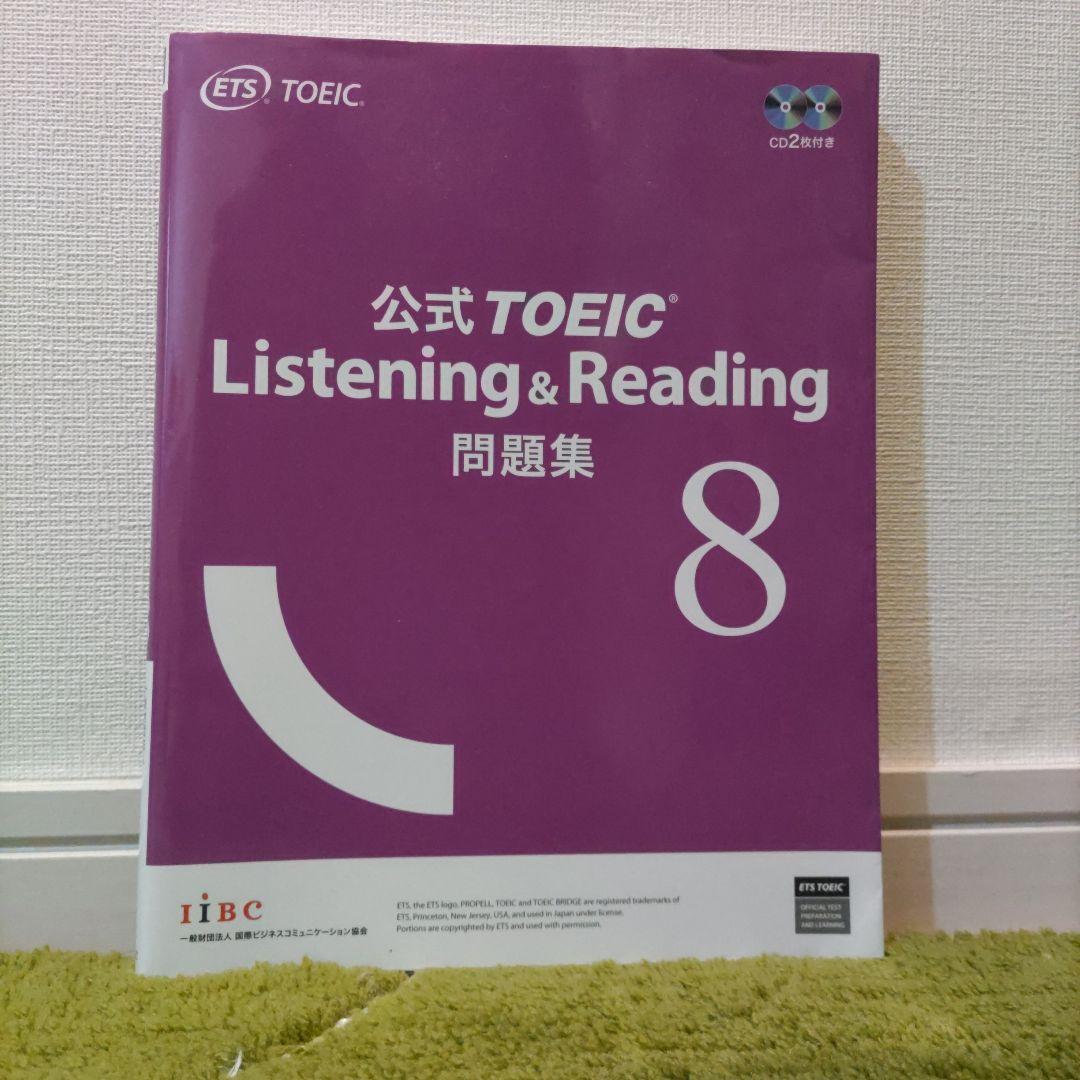 ETS® TOEIC®
CD2枚付き
公式 TOEIC®
Listening & Reading
問題集
8
IIBC
一般財団法人 国際ビジネスコミュニケーション協会
ETS, the ETS logo, PROPELL, TOEIC and TOEIC BRIDGE are registered trademarks of
ETS, Princeton, New Jersey, USA, and used in Japan under license.
Portions are copyrighted by ETS and used with permission.
ETS TOEIC®
OFFICIAL TEST
PREPARATION
AND LEARNING